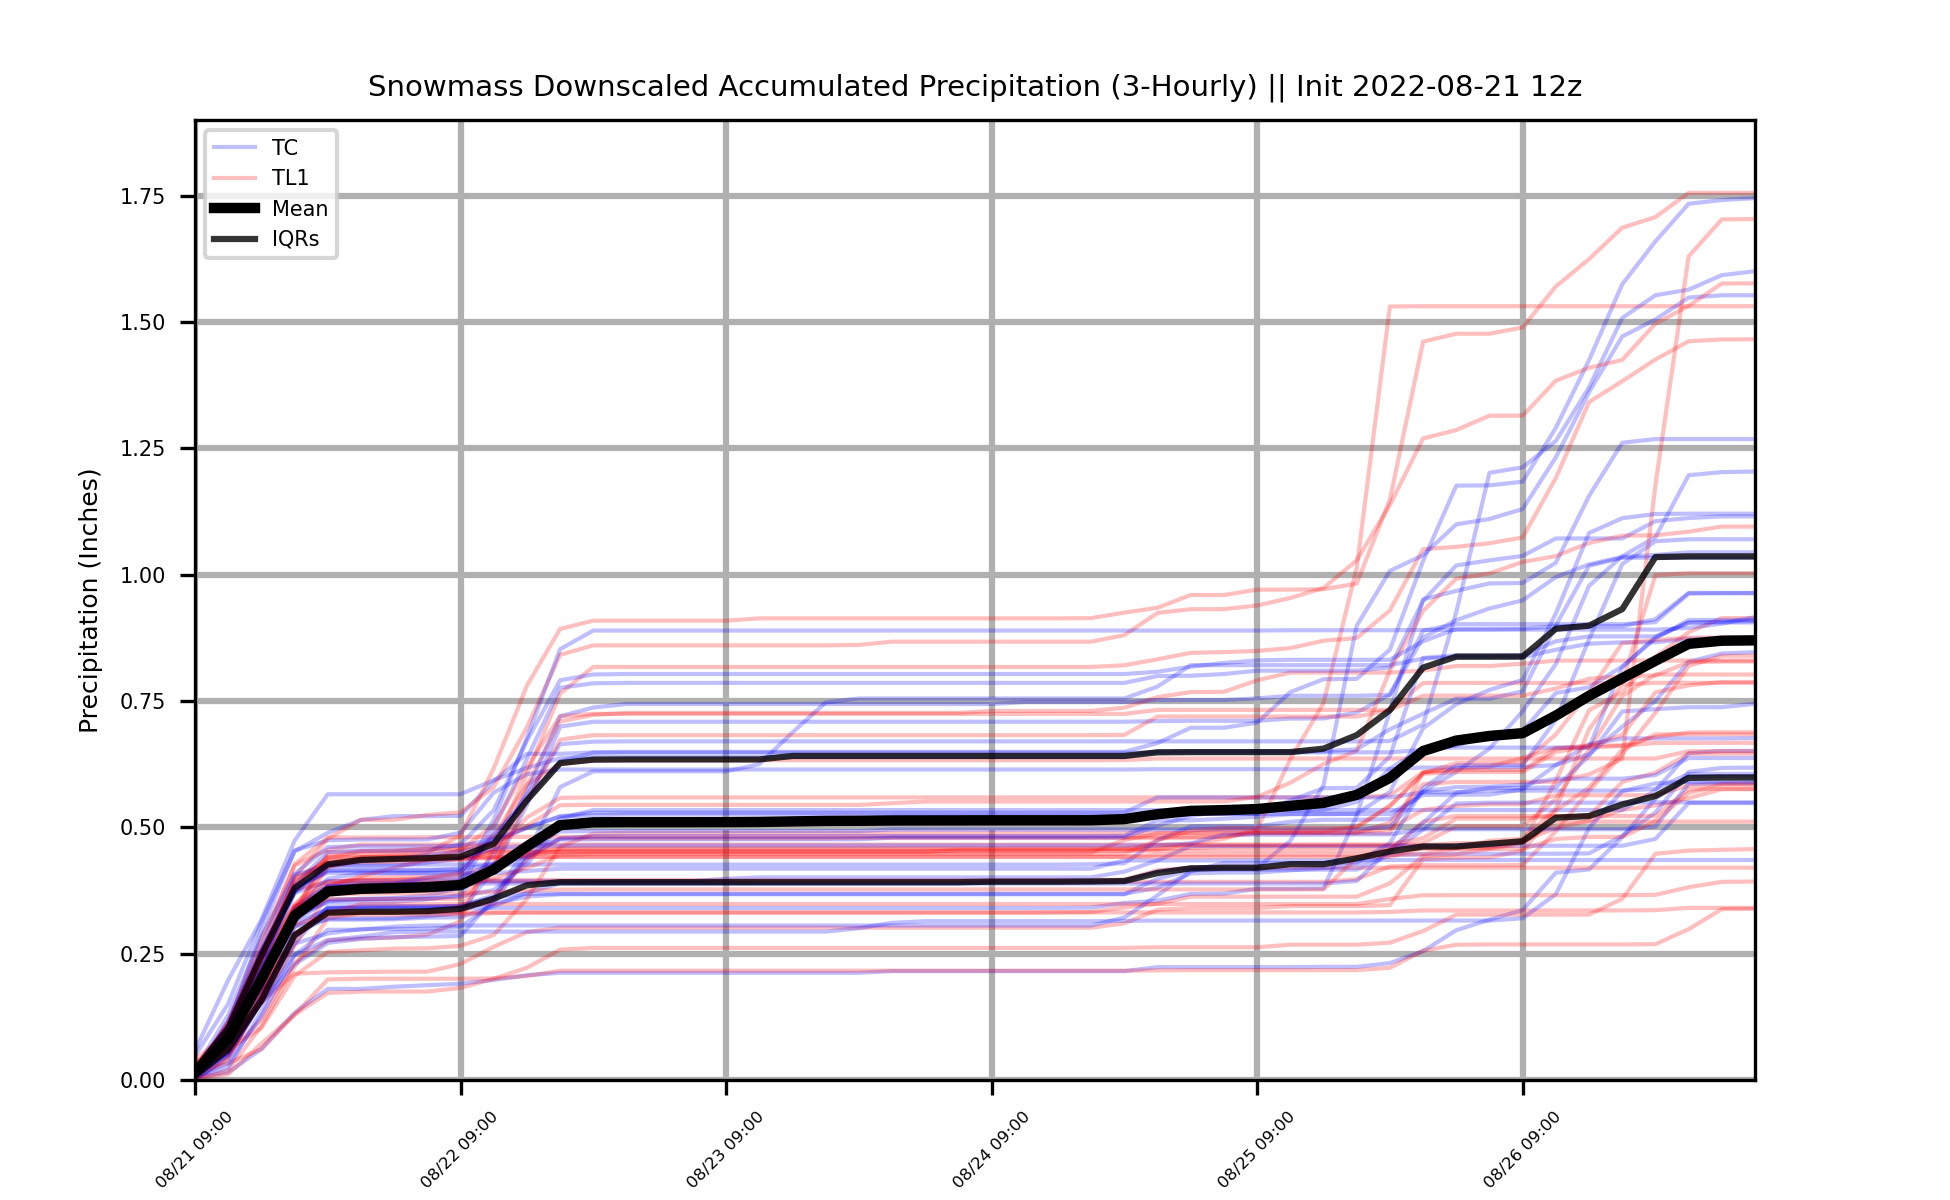 Snowmass Downscaled Accumulated Precipitation (3-Hourly) || Init 2022-08-21 12z
TC
TL1
Mean
IQRs
Precipitation (Inches)
1.75
1.50
1.25
1.00
0.75
0.50
0.25
0.00
08/21 09:00
08/22 09:00
08/23 09:00
08/24 09:00
08/25 09:00
08/26 09:00